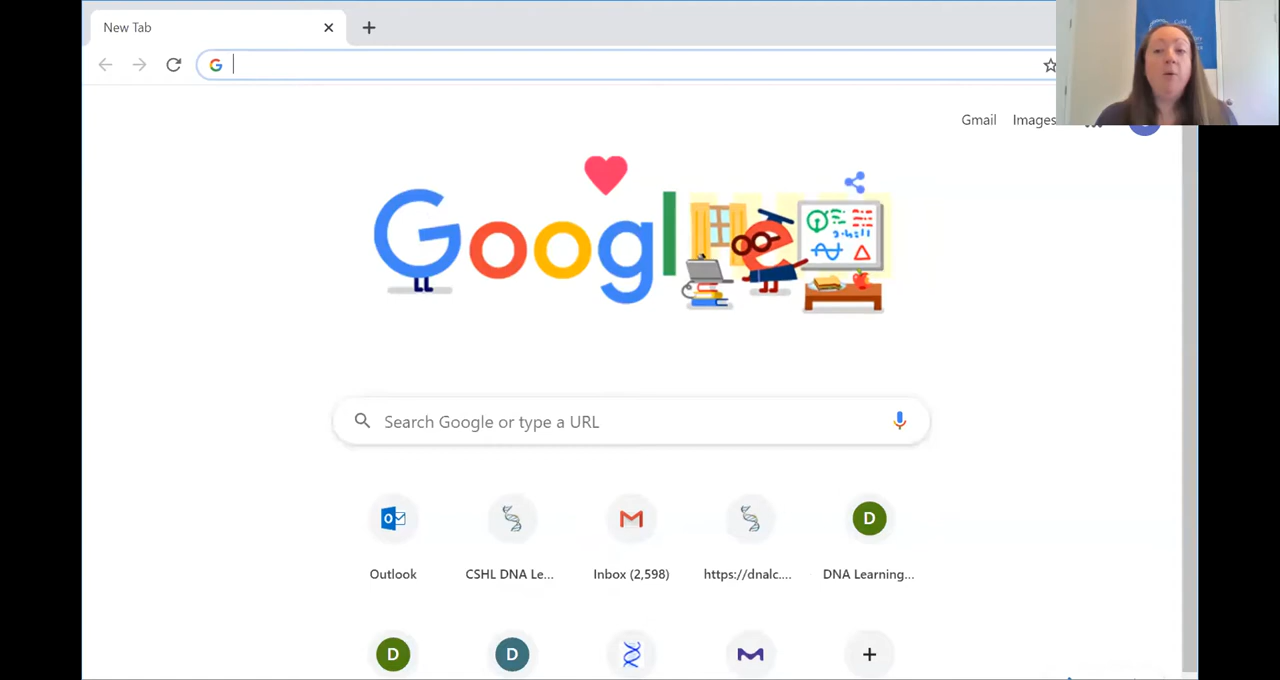 New Tab
Gmail Images
Google
Search Google or type a URL
Outlook
CSHL DNA Le...
Inbox (2,598)
https://dnalc....
DNA Learning...
D
D
D